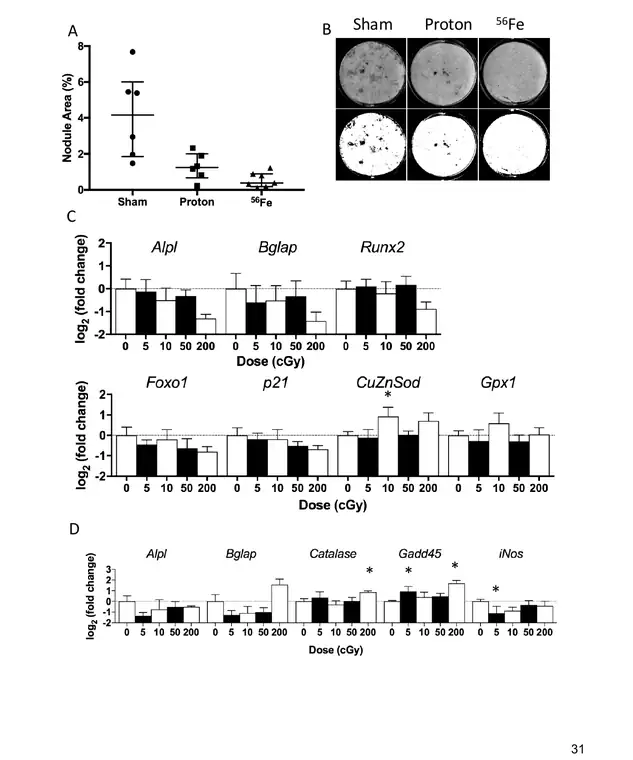 A
8
6
4
2
0
Nodule Area (%)
Sham Proton 56Fe
B
Sham Proton 56Fe
C
Alpl Bglap Runx2
2
1
0
-1
-2
log2 (fold change)
0 5 10 50 200 0 5 10 50 200 0 5 10 50 200
Dose (cGy)
Foxo1 p21 CuZnSod Gpx1
*
2
1
0
-1
-2
log2 (fold change)
0 5 10 50 200 0 5 10 50 200 0 5 10 50 200 0 5 10 50 200
Dose (cGy)
D
Alpl Bglap Catalase Gadd45 iNos
* * * *
3
2
1
0
-1
-2
log2 (fold change)
0 5 10 50 200 0 5 10 50 200 0 5 10 50 200 0 5 10 50 200 0 5 10 50 200
Dose (cGy)
31